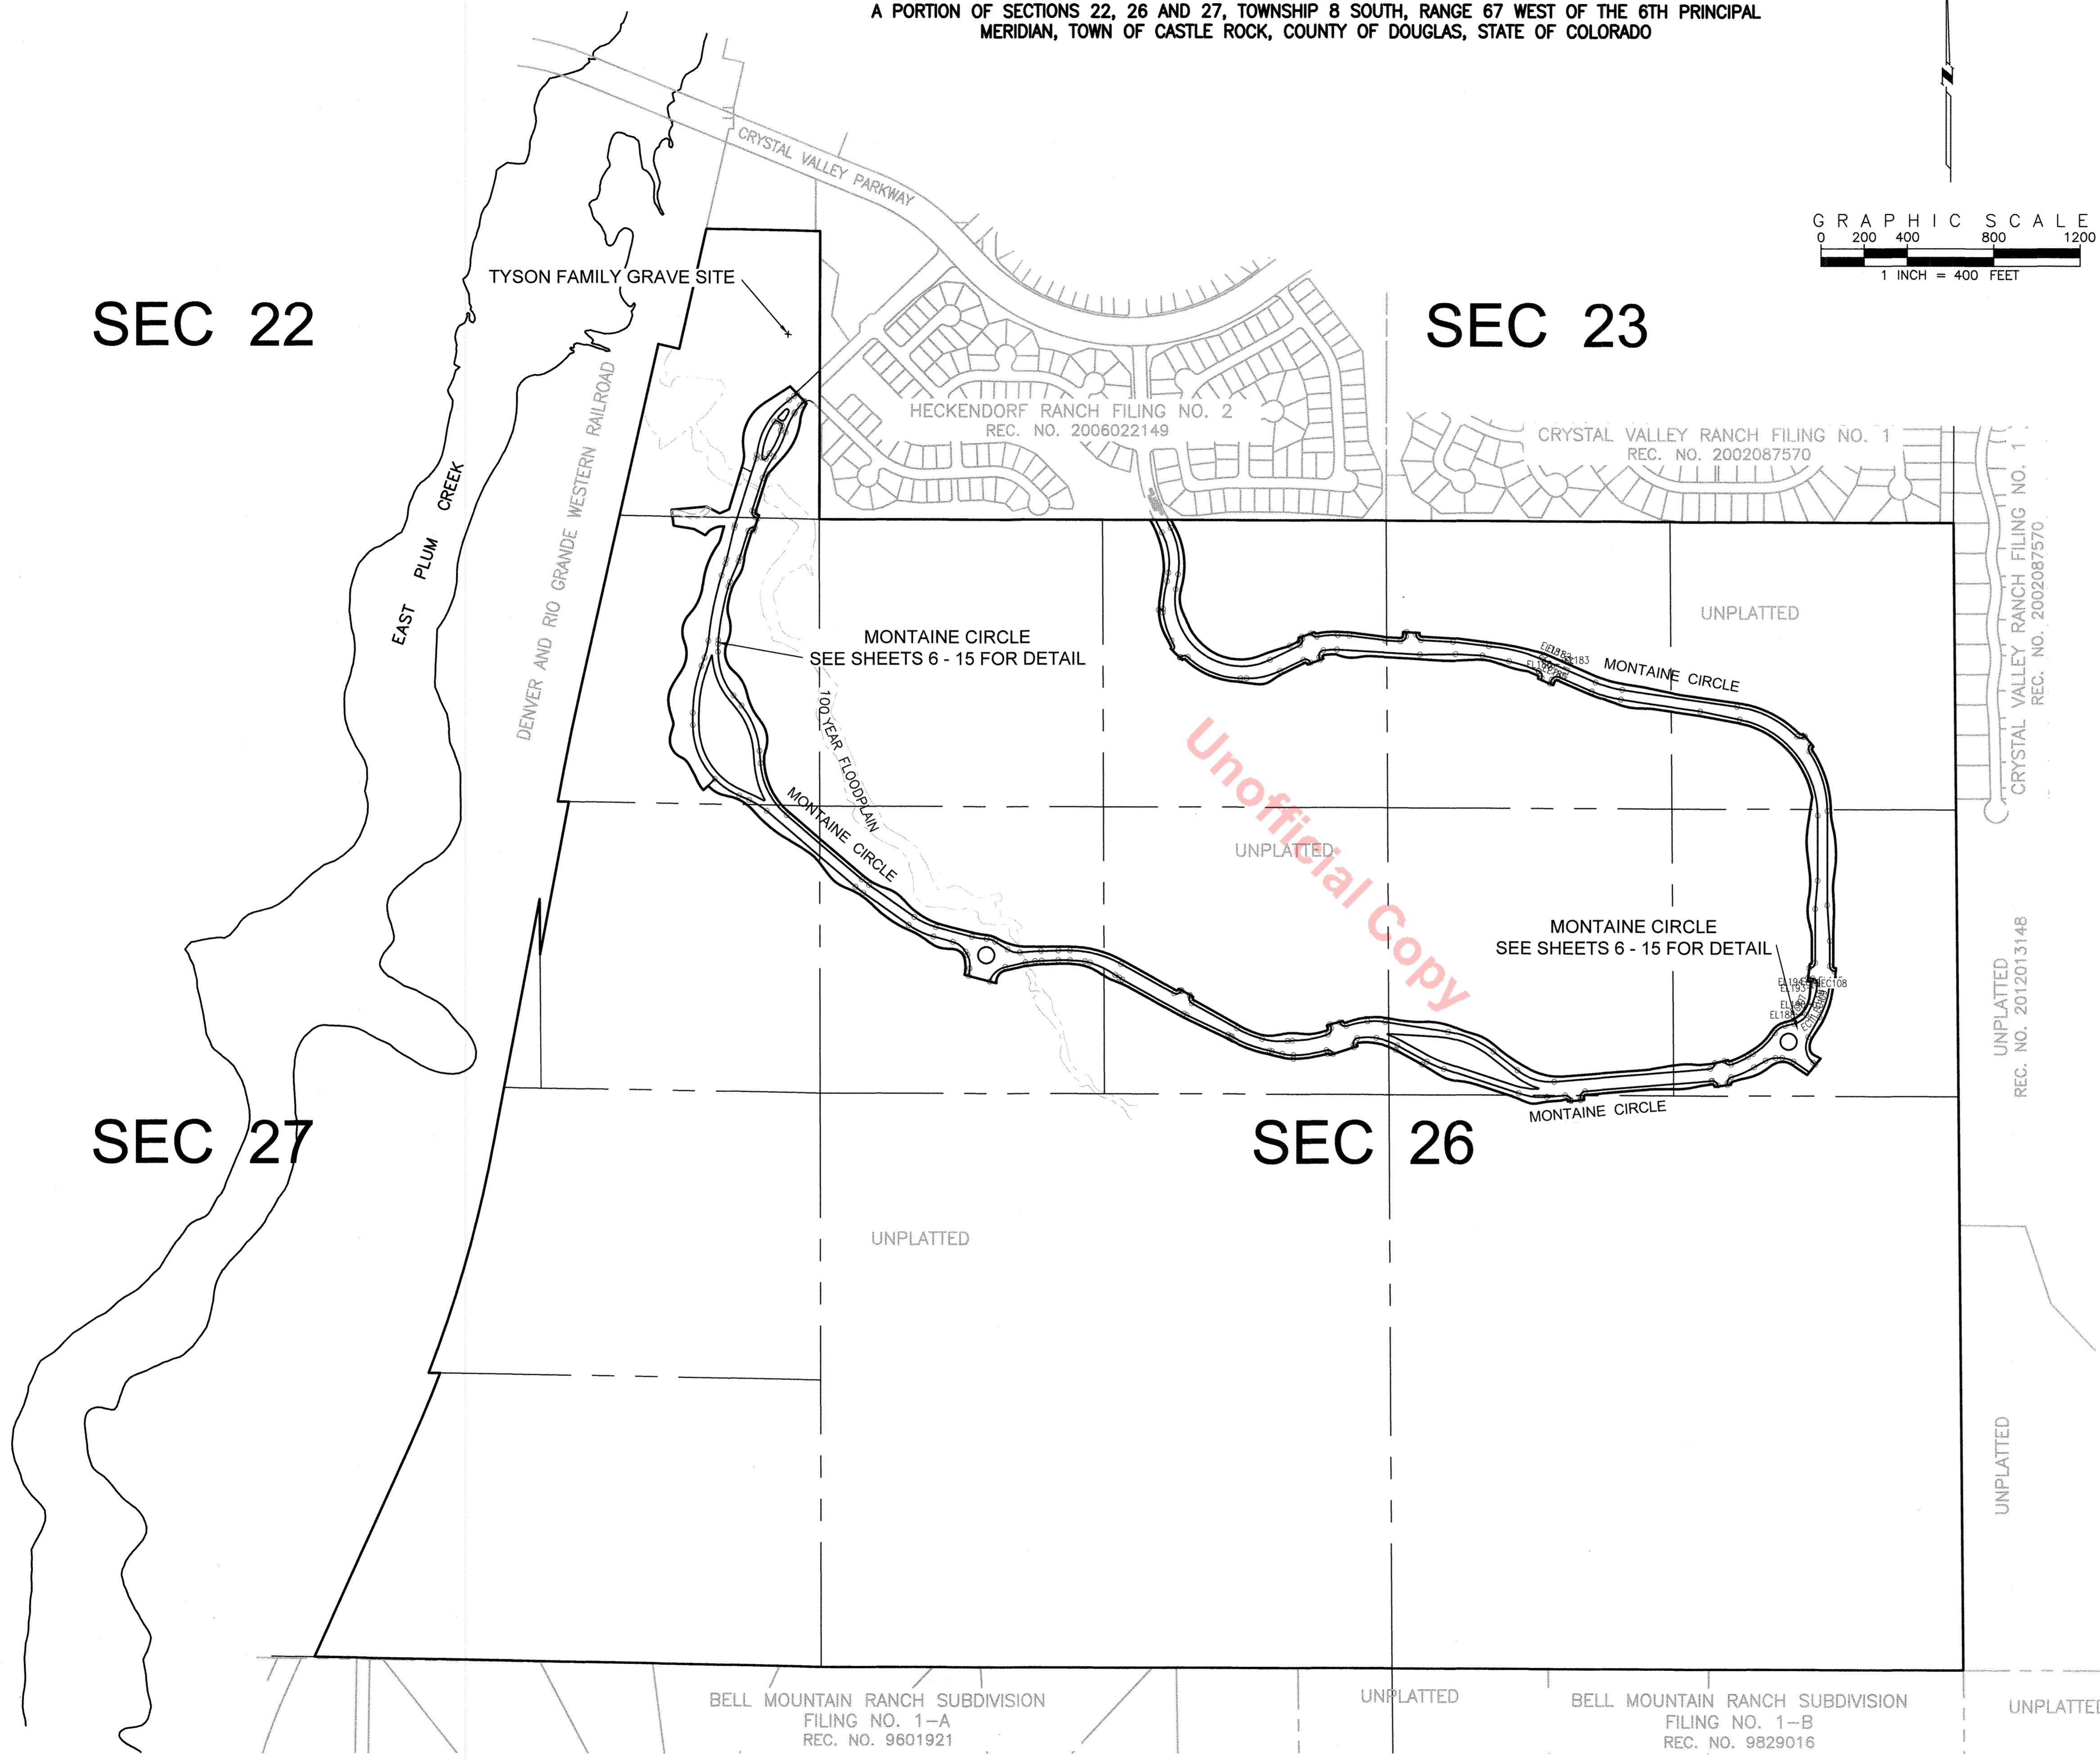 A PORTION OF SECTIONS 22, 26 AND 27, TOWNSHIP 8 SOUTH, RANGE 67 WEST OF THE 6TH PRINCIPAL
MERIDIAN, TOWN OF CASTLE ROCK, COUNTY OF DOUGLAS, STATE OF COLORADO
N
CRYSTAL VALLEY PARKWAY
GRAPHIC SCALE
0 200 400 800 1200
1 INCH = 400 FEET
TYSON FAMILY GRAVE SITE
SEC 22
SEC 23
HECKENDORF RANCH FILING NO. 2
REC. NO. 2006022149
CRYSTAL VALLEY RANCH FILING NO. 1
REC. NO. 2002087570
EAST PLUM CREEK
DENVER AND RIO GRANDE WESTERN RAILROAD
CRYSTAL VALLEY RANCH FILING NO. 11
REC. NO. 2002087570
UNPLATTED
MONTAINE CIRCLE
SEE SHEETS 6 - 15 FOR DETAIL
MONTAINE CIRCLE
100 YEAR FLOODPLAIN
MONTAINE CIRCLE
Unofficial Copy
UNPLATTED
MONTAINE CIRCLE
SEE SHEETS 6 - 15 FOR DETAIL
UNPLATTED
REC. NO. 2012013148
MONTAINE CIRCLE
SEC 27
SEC 26
UNPLATTED
UNPLATTED
BELL MOUNTAIN RANCH SUBDIVISION
FILING NO. 1-A
REC. NO. 9601921
UNPLATTED
BELL MOUNTAIN RANCH SUBDIVISION
FILING NO. 1-B
REC. NO. 9829016
UNPLATTED